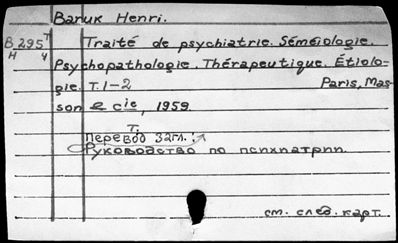 Baruk Henri.
B 295 T
H 4
Traité de psychiatrie. Séméiologie.
Psychopathologie. Thérapeutique. Étiolo-
gie. T. 1-2 Paris, Mas-
son e cie, 1959.
т.
Перевод загл.:
Руководство по психиатрии.
см. след. карт.